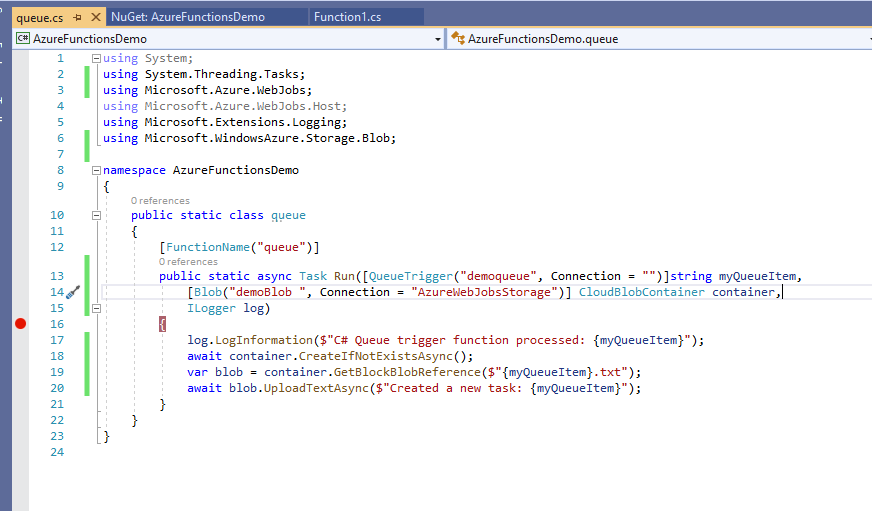 queue.cs
NuGet: AzureFunctionsDemo
Function1.cs
C# AzureFunctionsDemo
AzureFunctionsDemo.queue
1 using System;
2 using System.Threading.Tasks;
3 using Microsoft.Azure.WebJobs;
4 using Microsoft.Azure.WebJobs.Host;
5 using Microsoft.Extensions.Logging;
6 using Microsoft.WindowsAzure.Storage.Blob;
7
8 namespace AzureFunctionsDemo
9 {
0 references
10 public static class queue
11 {
12 [FunctionName("queue")]
0 references
13 public static async Task Run([QueueTrigger("demoqueue", Connection = "")]string myQueueItem,
14 [Blob("demoBlob ", Connection = "AzureWebJobsStorage")] CloudBlobContainer container,
15 ILogger log)
16 {
17 log.LogInformation($"C# Queue trigger function processed: {myQueueItem}");
18 await container.CreateIfNotExistsAsync();
19 var blob = container.GetBlockBlobReference($"{myQueueItem}.txt");
20 await blob.UploadTextAsync($"Created a new task: {myQueueItem}");
21 }
22 }
23 }
24